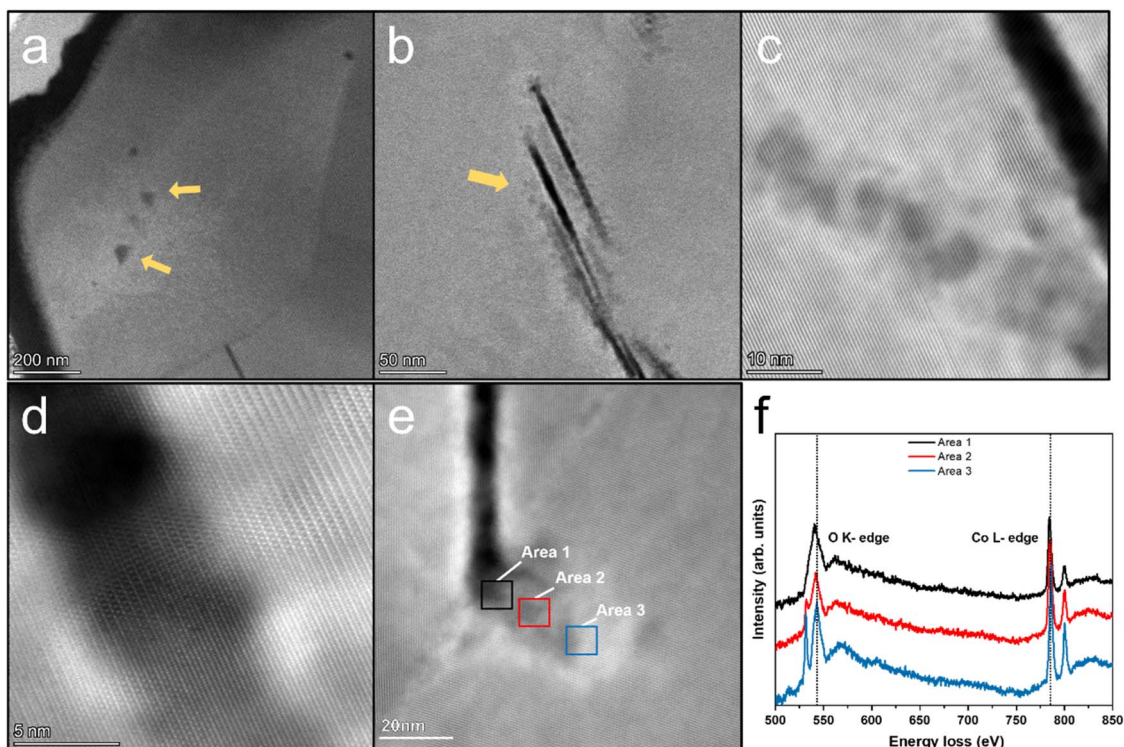 a
200 nm
b
50 nm
c
10 nm
d
5 nm
e
Area 1
Area 2
Area 3
20nm
f
Area 1
Area 2
Area 3
O K- edge
Co L- edge
Intensity (arb. units)
500 550 600 650 700 750 800 850
Energy loss (eV)